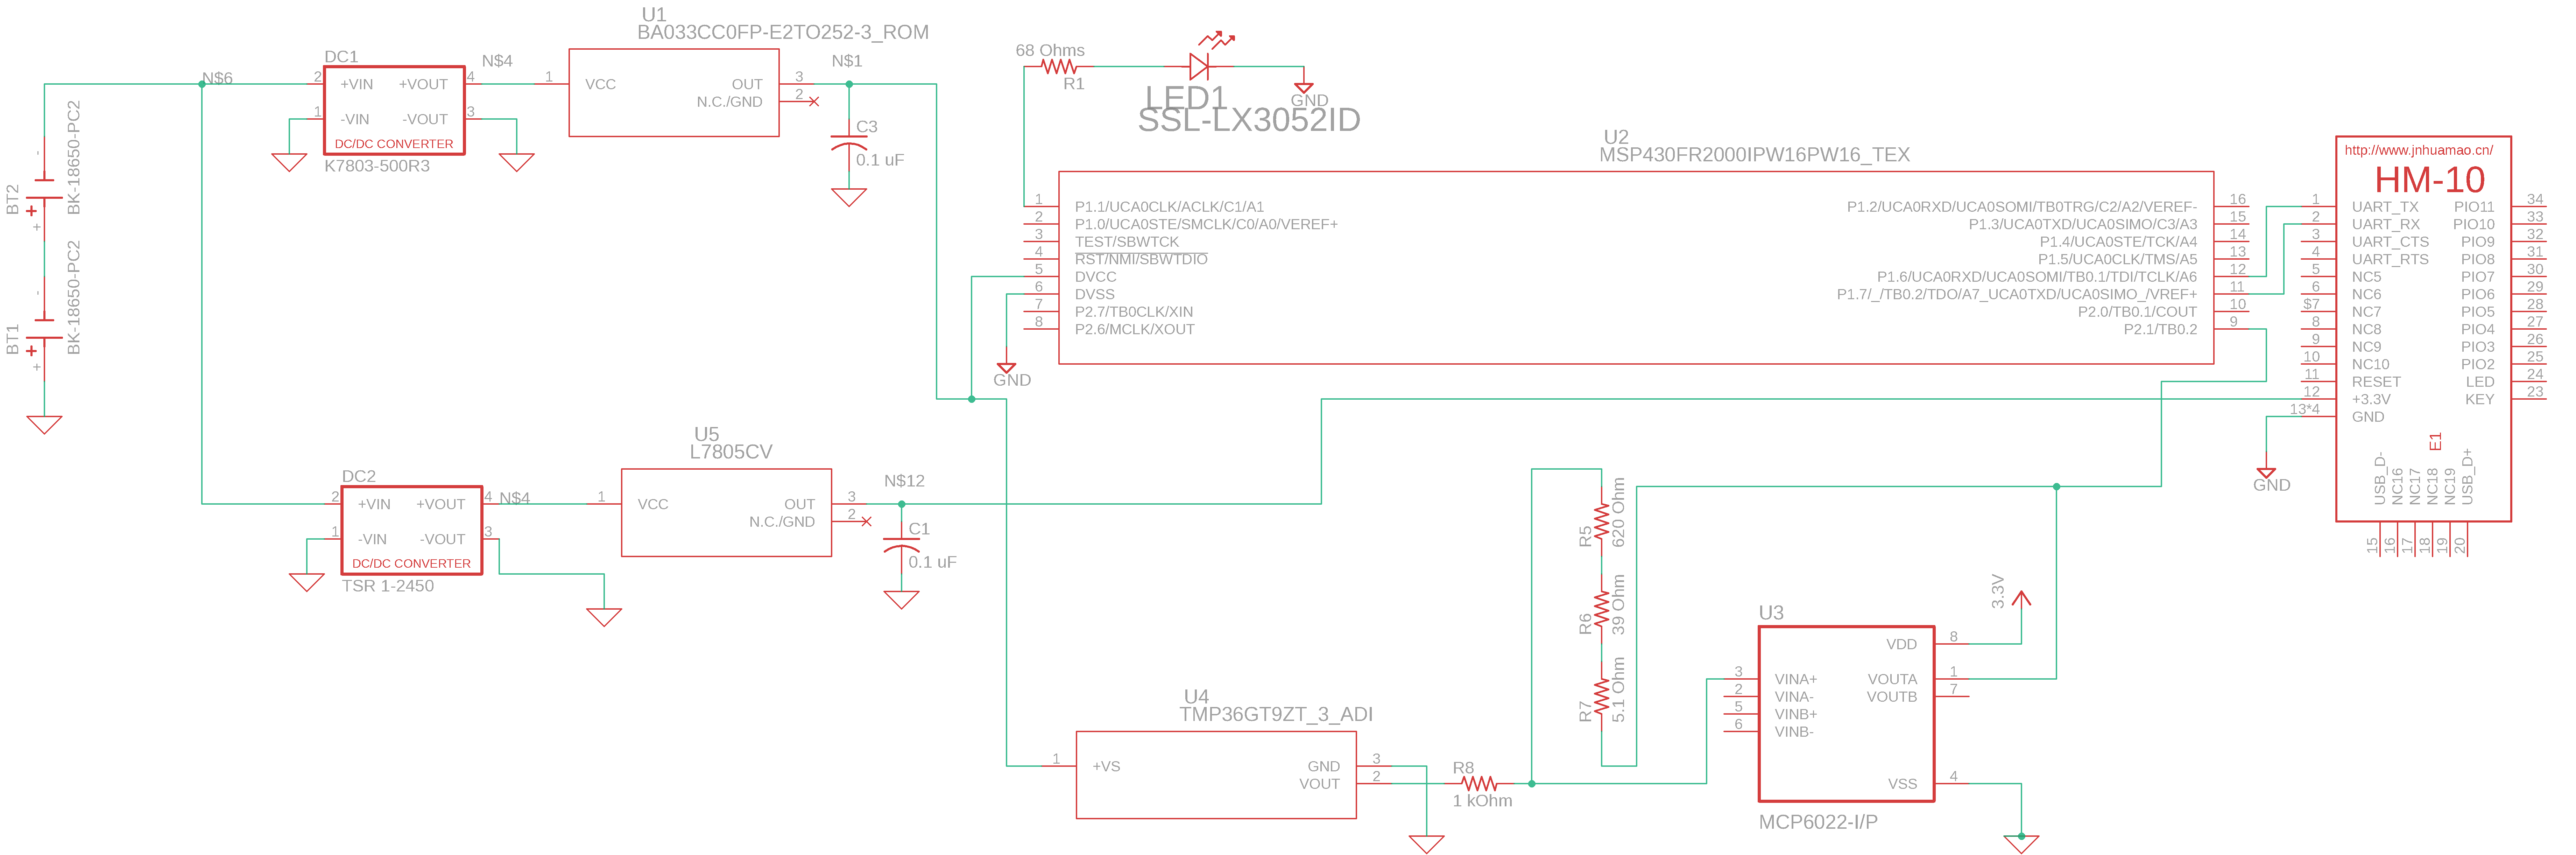 N$6
BT2
BK-18650-PC2
-
+
+
BT1
BK-18650-PC2
-
+
+
DC1
2 +VIN +VOUT 4
1 -VIN -VOUT 3
DC/DC CONVERTER
K7803-500R3
N$4
U1
BA033CC0FP-E2TO252-3_ROM
1 VCC OUT 3
N.C./GND 2
N$1
C3
0.1 uF
68 Ohms
R1
LED1
SSL-LX3052ID
GND
U2
MSP430FR2000IPW16PW16_TEX
1 P1.1/UCA0CLK/ACLK/C1/A1
2 P1.0/UCA0STE/SMCLK/C0/A0/VEREF+
3 TEST/SBWTCK
4 RST/NMI/SBWTDIO
5 DVCC
6 DVSS
7 P2.7/TB0CLK/XIN
8 P2.6/MCLK/XOUT
P1.2/UCA0RXD/UCA0SOMI/TB0TRG/C2/A2/VEREF- 16
P1.3/UCA0TXD/UCA0SIMO/C3/A3 15
P1.4/UCA0STE/TCK/A4 14
P1.5/UCA0CLK/TMS/A5 13
P1.6/UCA0RXD/UCA0SOMI/TB0.1/TDI/TCLK/A6 12
P1.7/_/TB0.2/TDO/A7_UCA0TXD/UCA0SIMO_/VREF+ 11
P2.0/TB0.1/COUT 10
P2.1/TB0.2 9
GND
http://www.jnhuamao.cn/
HM-10
1 UART_TX PIO11 34
2 UART_RX PIO10 33
3 UART_CTS PIO9 32
4 UART_RTS PIO8 31
5 NC5 PIO7 30
6 NC6 PIO6 29
$7 NC7 PIO5 28
8 NC8 PIO4 27
9 NC9 PIO3 26
10 NC10 PIO2 25
11 RESET LED 24
12 +3.3V KEY 23
13*4 GND
E1
USB_D- NC16 NC17 NC18 NC19 USB_D+
15 16 17 18 19 20
GND
DC2
2 +VIN +VOUT 4
1 -VIN -VOUT 3
DC/DC CONVERTER
TSR 1-2450
N$4
U5
L7805CV
1 VCC OUT 3
N.C./GND 2
N$12
C1
0.1 uF
R5
620 Ohm
R6
39 Ohm
R7
5.1 Ohm
U4
TMP36GT9ZT_3_ADI
1 +VS GND 3
VOUT 2
R8
1 kOhm
U3
VDD 8
3 VINA+ VOUTA 1
2 VINA- VOUTB 7
5 VINB+
6 VINB-
VSS 4
MCP6022-I/P
3.3V